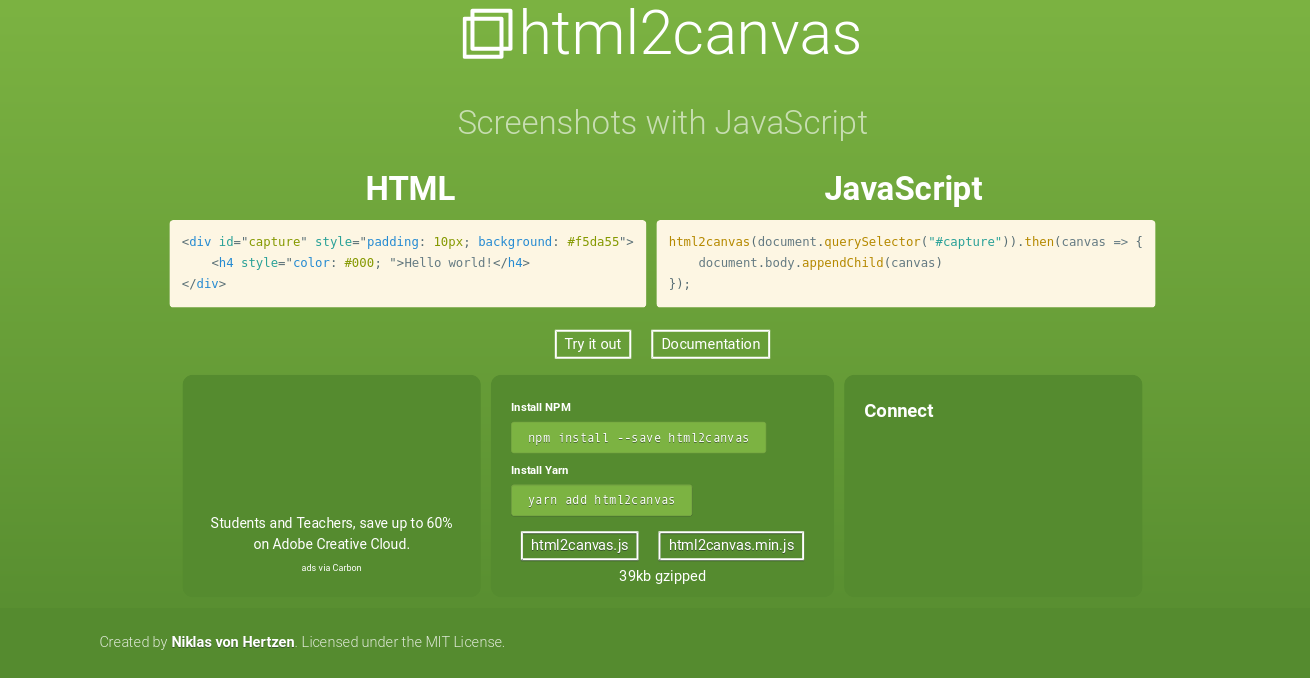 html2canvas
Screenshots with JavaScript
HTML
<div id="capture" style="padding: 10px; background: #f5da55">
    <h4 style="color: #000; ">Hello world!</h4>
</div>
JavaScript
html2canvas(document.querySelector("#capture")).then(canvas => {
    document.body.appendChild(canvas)
});
Try it out
Documentation
Students and Teachers, save up to 60%
on Adobe Creative Cloud.
ads via Carbon
Install NPM
npm install --save html2canvas
Install Yarn
yarn add html2canvas
html2canvas.js
html2canvas.min.js
39kb gzipped
Connect
Created by Niklas von Hertzen. Licensed under the MIT License.